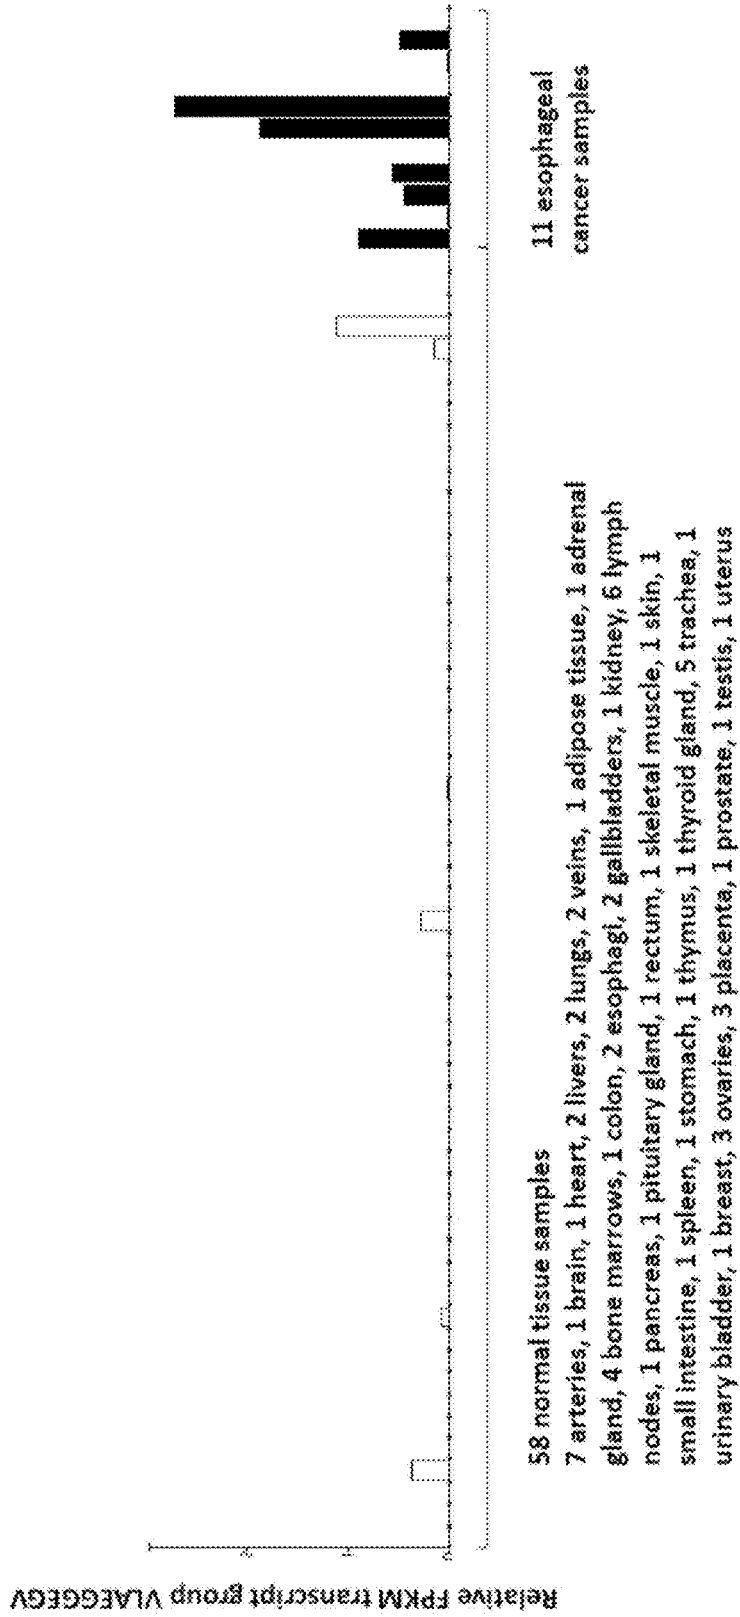 Relative FPKM transcript group VLAEGGEGV
58 normal tissue samples
7 arteries, 1 brain, 1 heart, 2 livers, 2 lungs, 2 veins, 1 adipose tissue, 1 adrenal
gland, 4 bone marrows, 1 colon, 2 esophagi, 2 gallbladders, 1 kidney, 6 lymph
nodes, 1 pancreas, 1 pituitary gland, 1 rectum, 1 skeletal muscle, 1 skin, 1
small intestine, 1 spleen, 1 stomach, 1 thymus, 1 thyroid gland, 5 trachea, 1
urinary bladder, 1 breast, 3 ovaries, 3 placenta, 1 prostate, 1 testis, 1 uterus
11 esophageal
cancer samples